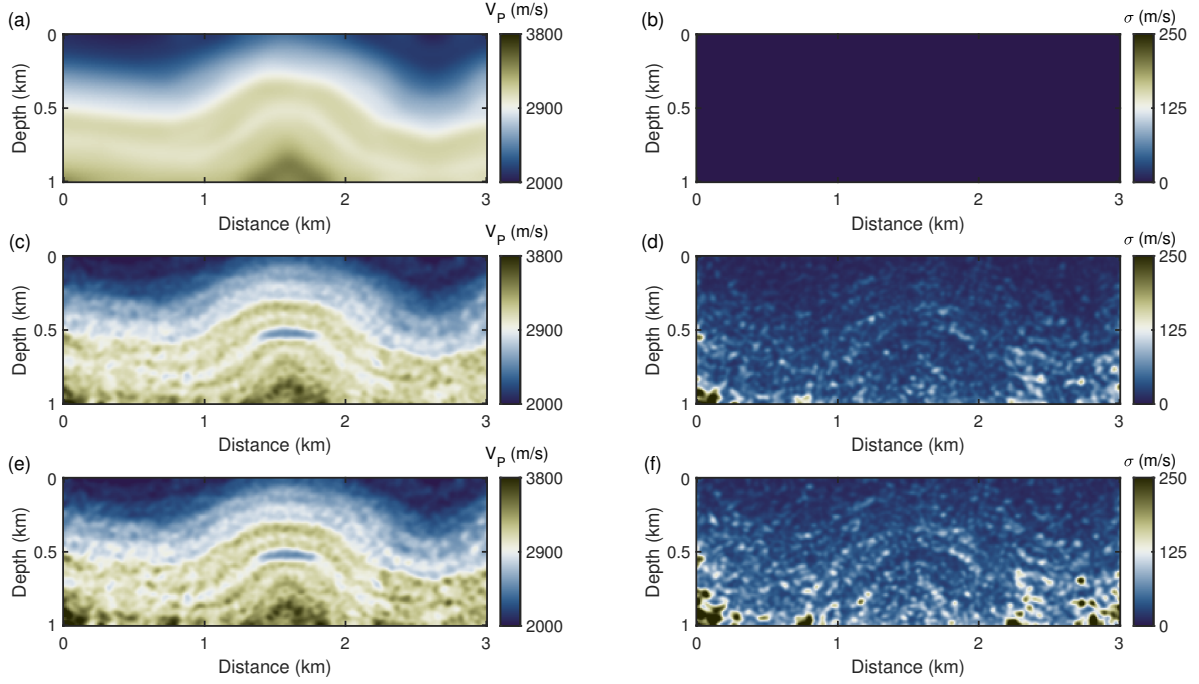 (a)
V_P (m/s)
0
0.5
1
Depth (km)
0 1 2 3
Distance (km)
3800
2900
2000
(b)
σ (m/s)
0
0.5
1
Depth (km)
0 1 2 3
Distance (km)
250
125
0
(c)
V_P (m/s)
0
0.5
1
Depth (km)
0 1 2 3
Distance (km)
3800
2900
2000
(d)
σ (m/s)
0
0.5
1
Depth (km)
0 1 2 3
Distance (km)
250
125
0
(e)
V_P (m/s)
0
0.5
1
Depth (km)
0 1 2 3
Distance (km)
3800
2900
2000
(f)
σ (m/s)
0
0.5
1
Depth (km)
0 1 2 3
Distance (km)
250
125
0